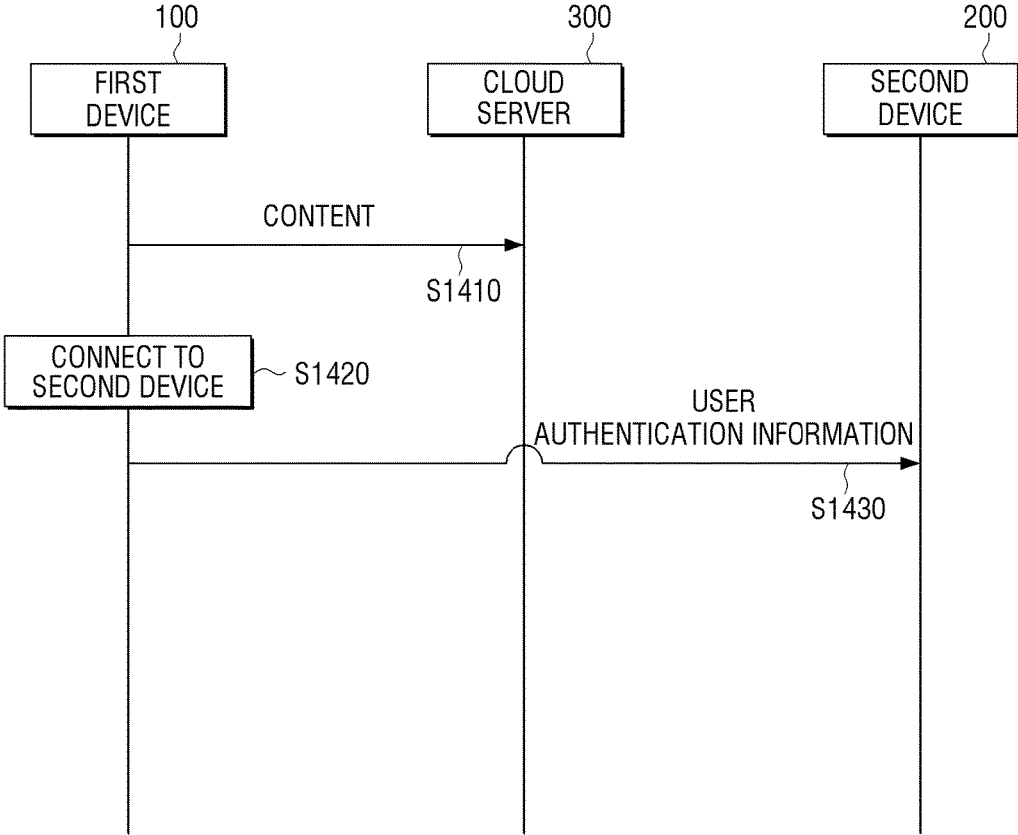 100
300
200
FIRST
DEVICE
CLOUD
SERVER
SECOND
DEVICE
CONTENT
S1410
CONNECT TO
SECOND DEVICE
S1420
USER
AUTHENTICATION INFORMATION
S1430